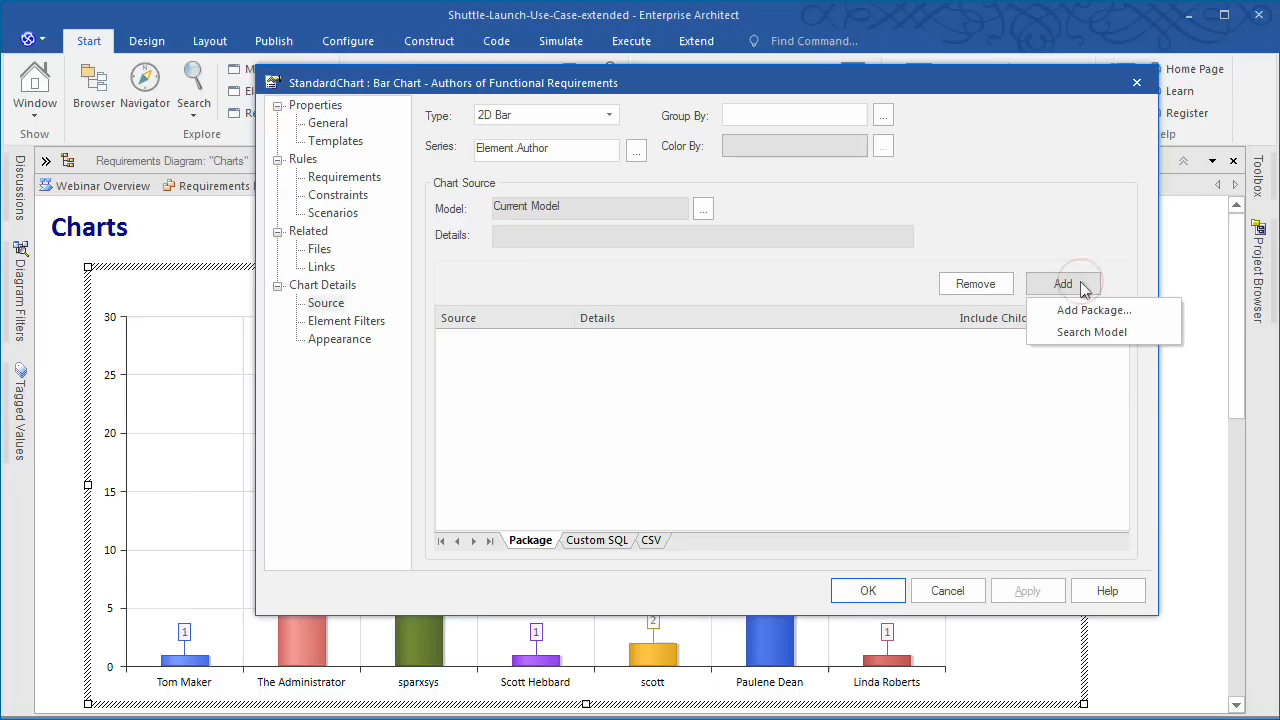 Shuttle-Launch-Use-Case-extended - Enterprise Architect
Start Design Layout Publish Configure Construct Code Simulate Execute Extend Find Command...
Window Browser Navigator Search
Show Explore
Home Page
Learn
Register
StandardChart : Bar Chart - Authors of Functional Requirements
Properties
General
Templates
Rules
Requirements
Constraints
Scenarios
Related
Files
Links
Chart Details
Source
Element Filters
Appearance
Type: 2D Bar Group By: ...
Series: Element.Author ... Color By: ...
Chart Source
Model: Current Model ...
Details:
Remove Add
Add Package...
Search Model
Source Details Include Child
Package Custom SQL CSV
OK Cancel Apply Help
Requirements Diagram: "Charts"
Webinar Overview Requirements
Discussions
Diagram Filters
Tagged Values
Toolbox
Project Browser
Charts
30
25
20
15
10
5
0
1 1 2 1
Tom Maker The Administrator sparxsys Scott Hebbard scott Paulene Dean Linda Roberts